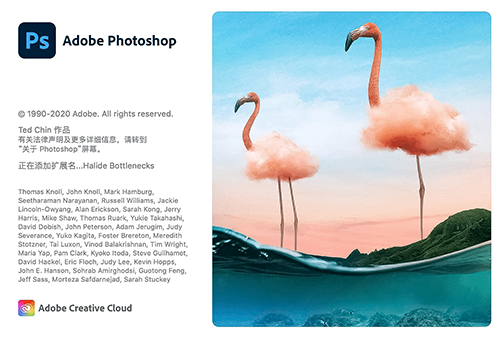 Ps Adobe Photoshop
© 1990-2020 Adobe. All rights reserved.
Ted Chin 作品
有关法律声明及更多详细信息，请转到
“关于 Photoshop”屏幕。
正在添加扩展名...Halide Bottlenecks
Thomas Knoll, John Knoll, Mark Hamburg,
Seetharaman Narayanan, Russell Williams, Jackie
Lincoln-Owyang, Alan Erickson, Sarah Kong, Jerry
Harris, Mike Shaw, Thomas Ruark, Yukie Takahashi,
David Dobish, John Peterson, Adam Jerugim, Judy
Severance, Yuko Kagita, Foster Brereton, Meredith
Stotzner, Tai Luxon, Vinod Balakrishnan, Tim Wright,
Maria Yap, Pam Clark, Kyoko Itoda, Steve Guilhamet,
David Hackel, Eric Floch, Judy Lee, Kevin Hopps,
John E. Hanson, Sohrab Amirghodsi, Guotong Feng,
Jeff Sass, Morteza Safdarnejad, Sarah Stuckey
Adobe Creative Cloud